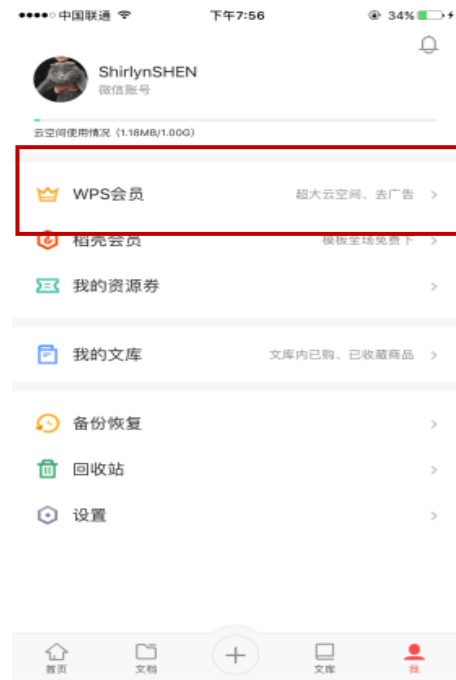 中国联通 下午7:56 34%
ShirlynSHEN
微信账号
云空间使用情况（1.18MB/1.00G）
WPS会员 超大云空间、去广告
稻壳会员 模板全场免费下
我的资源券
我的文库 文库内已购、已收藏商品
备份恢复
回收站
设置
首页 文档 文库 我